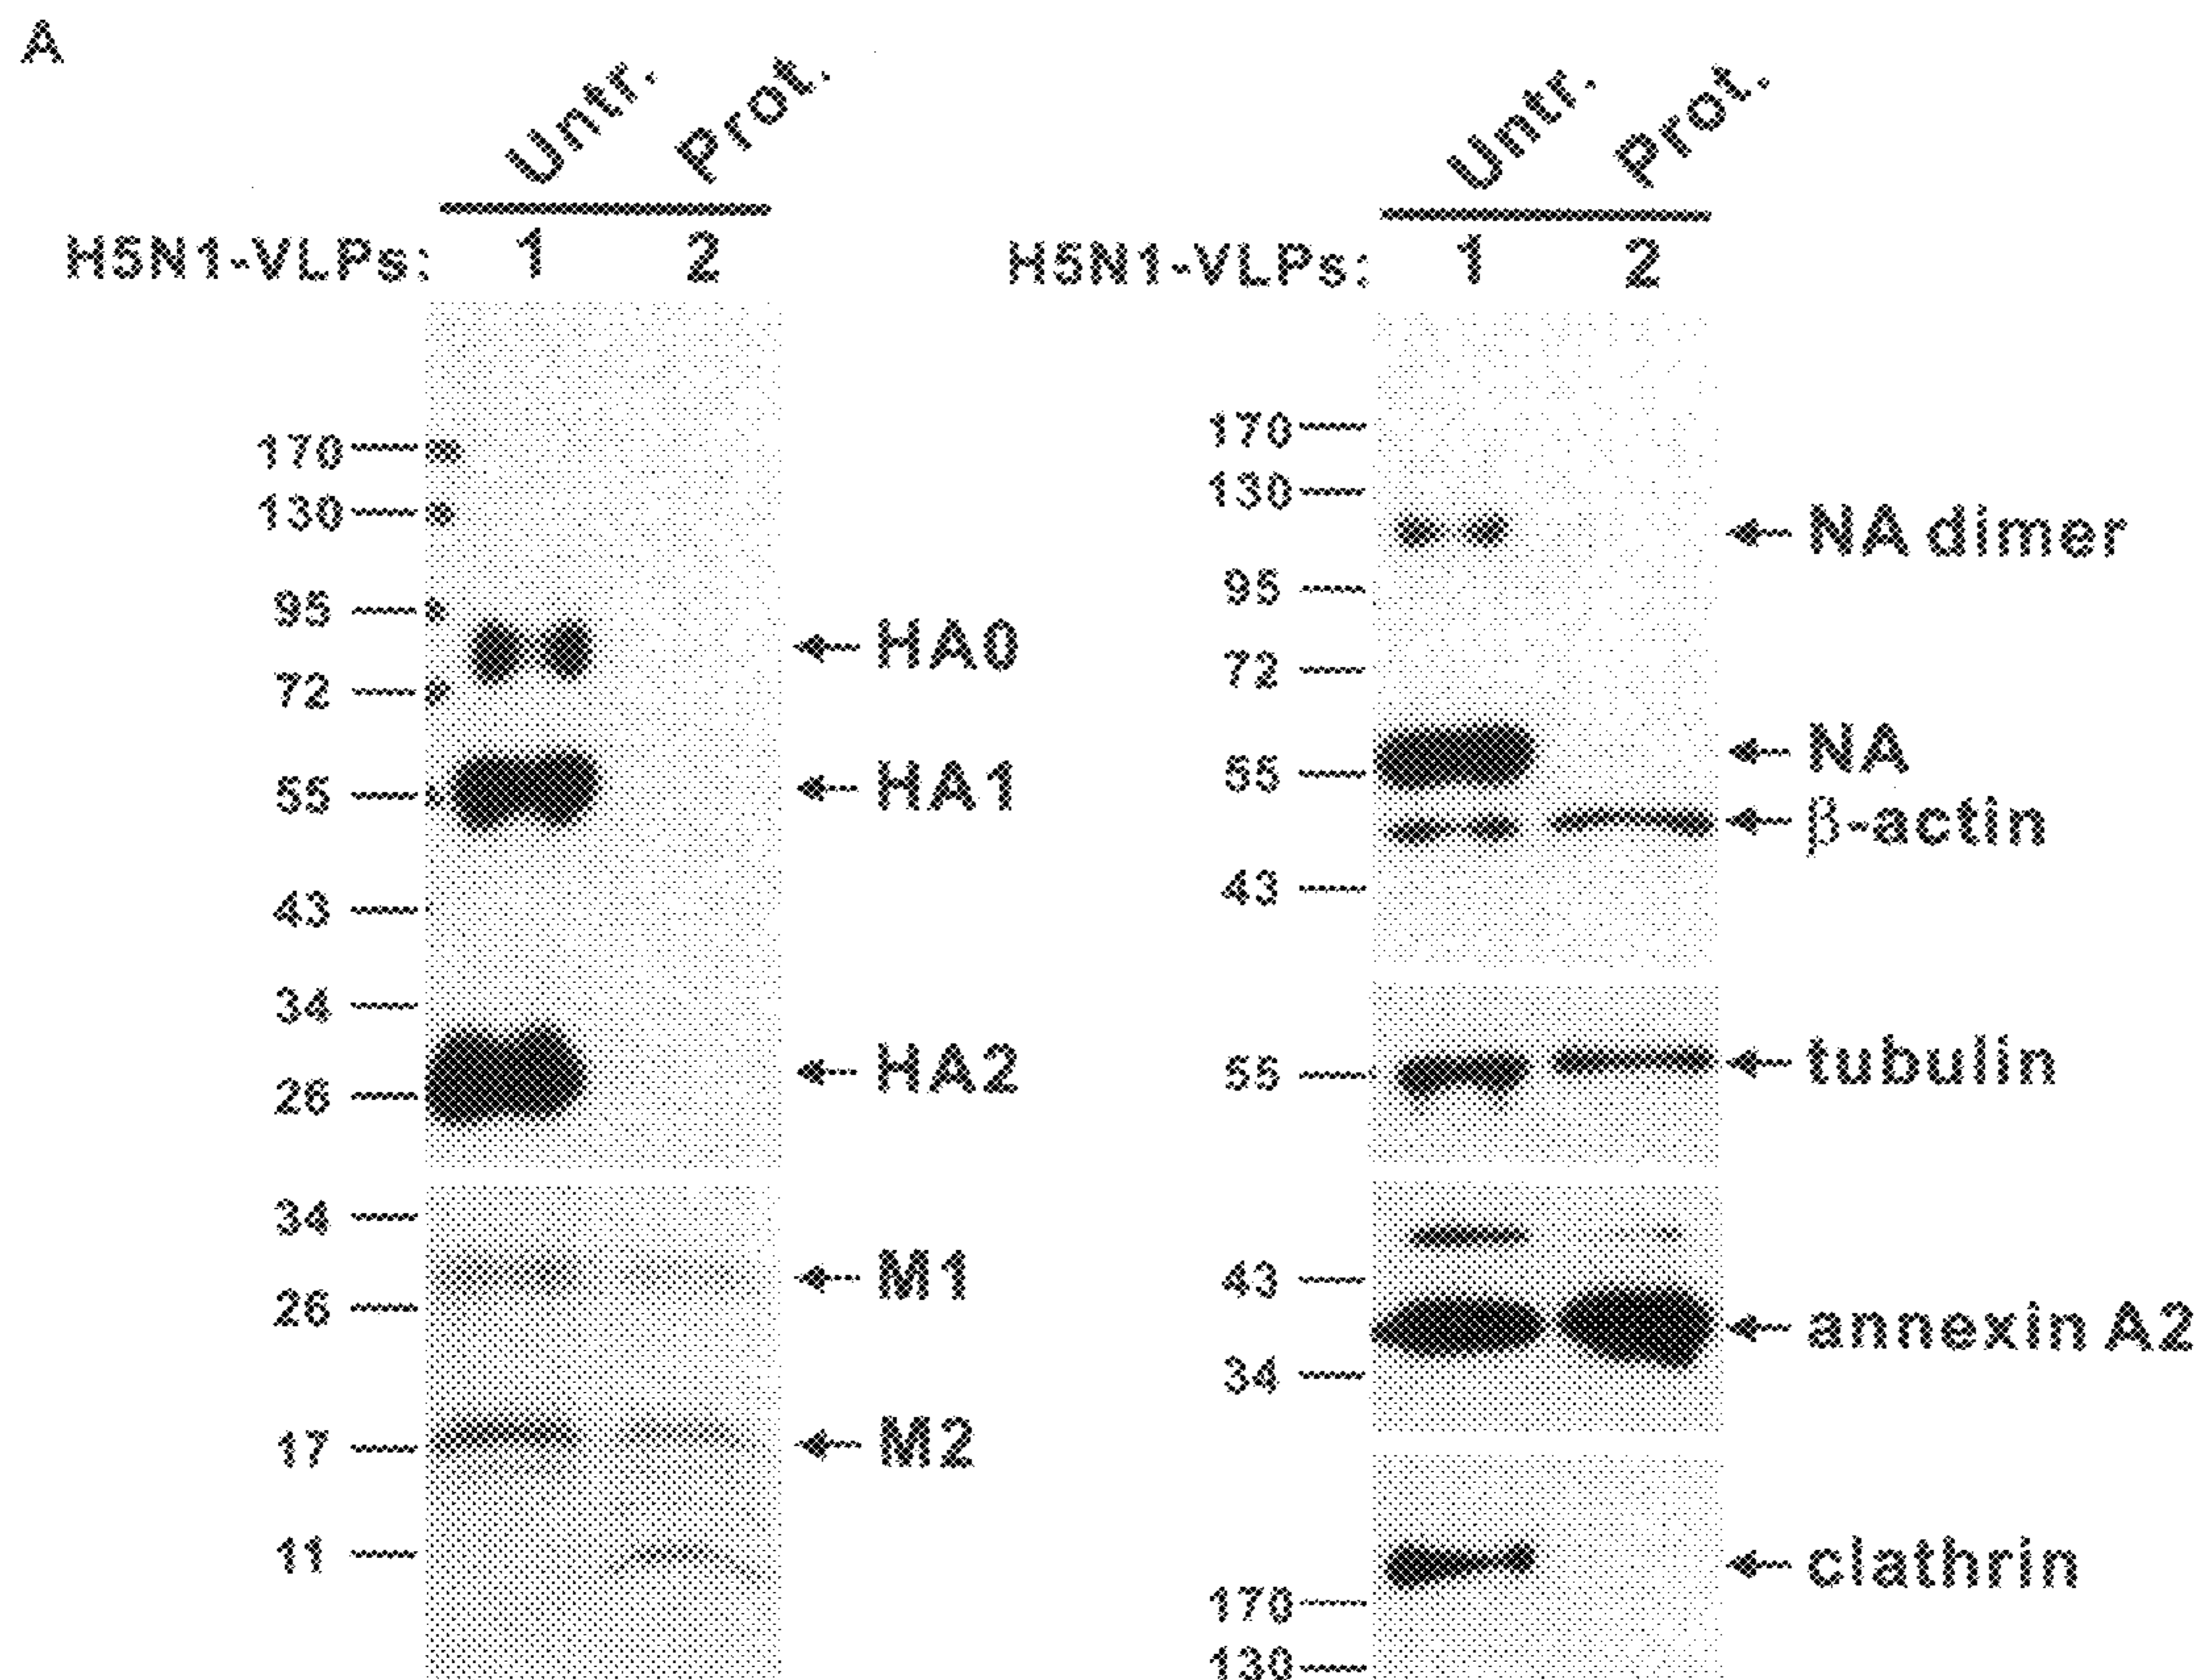 A
Untr. Prot.
H5N1-VLPs: 1 2
170
130
95
72
55
43
34
26
HA0
HA1
HA2
34
26
17
11
M1
M2
Untr. Prot.
H5N1-VLPs: 1 2
170
130
95
72
55
43
NA dimer
NA
β-actin
55
tubulin
43
34
annexin A2
170
130
clathrin